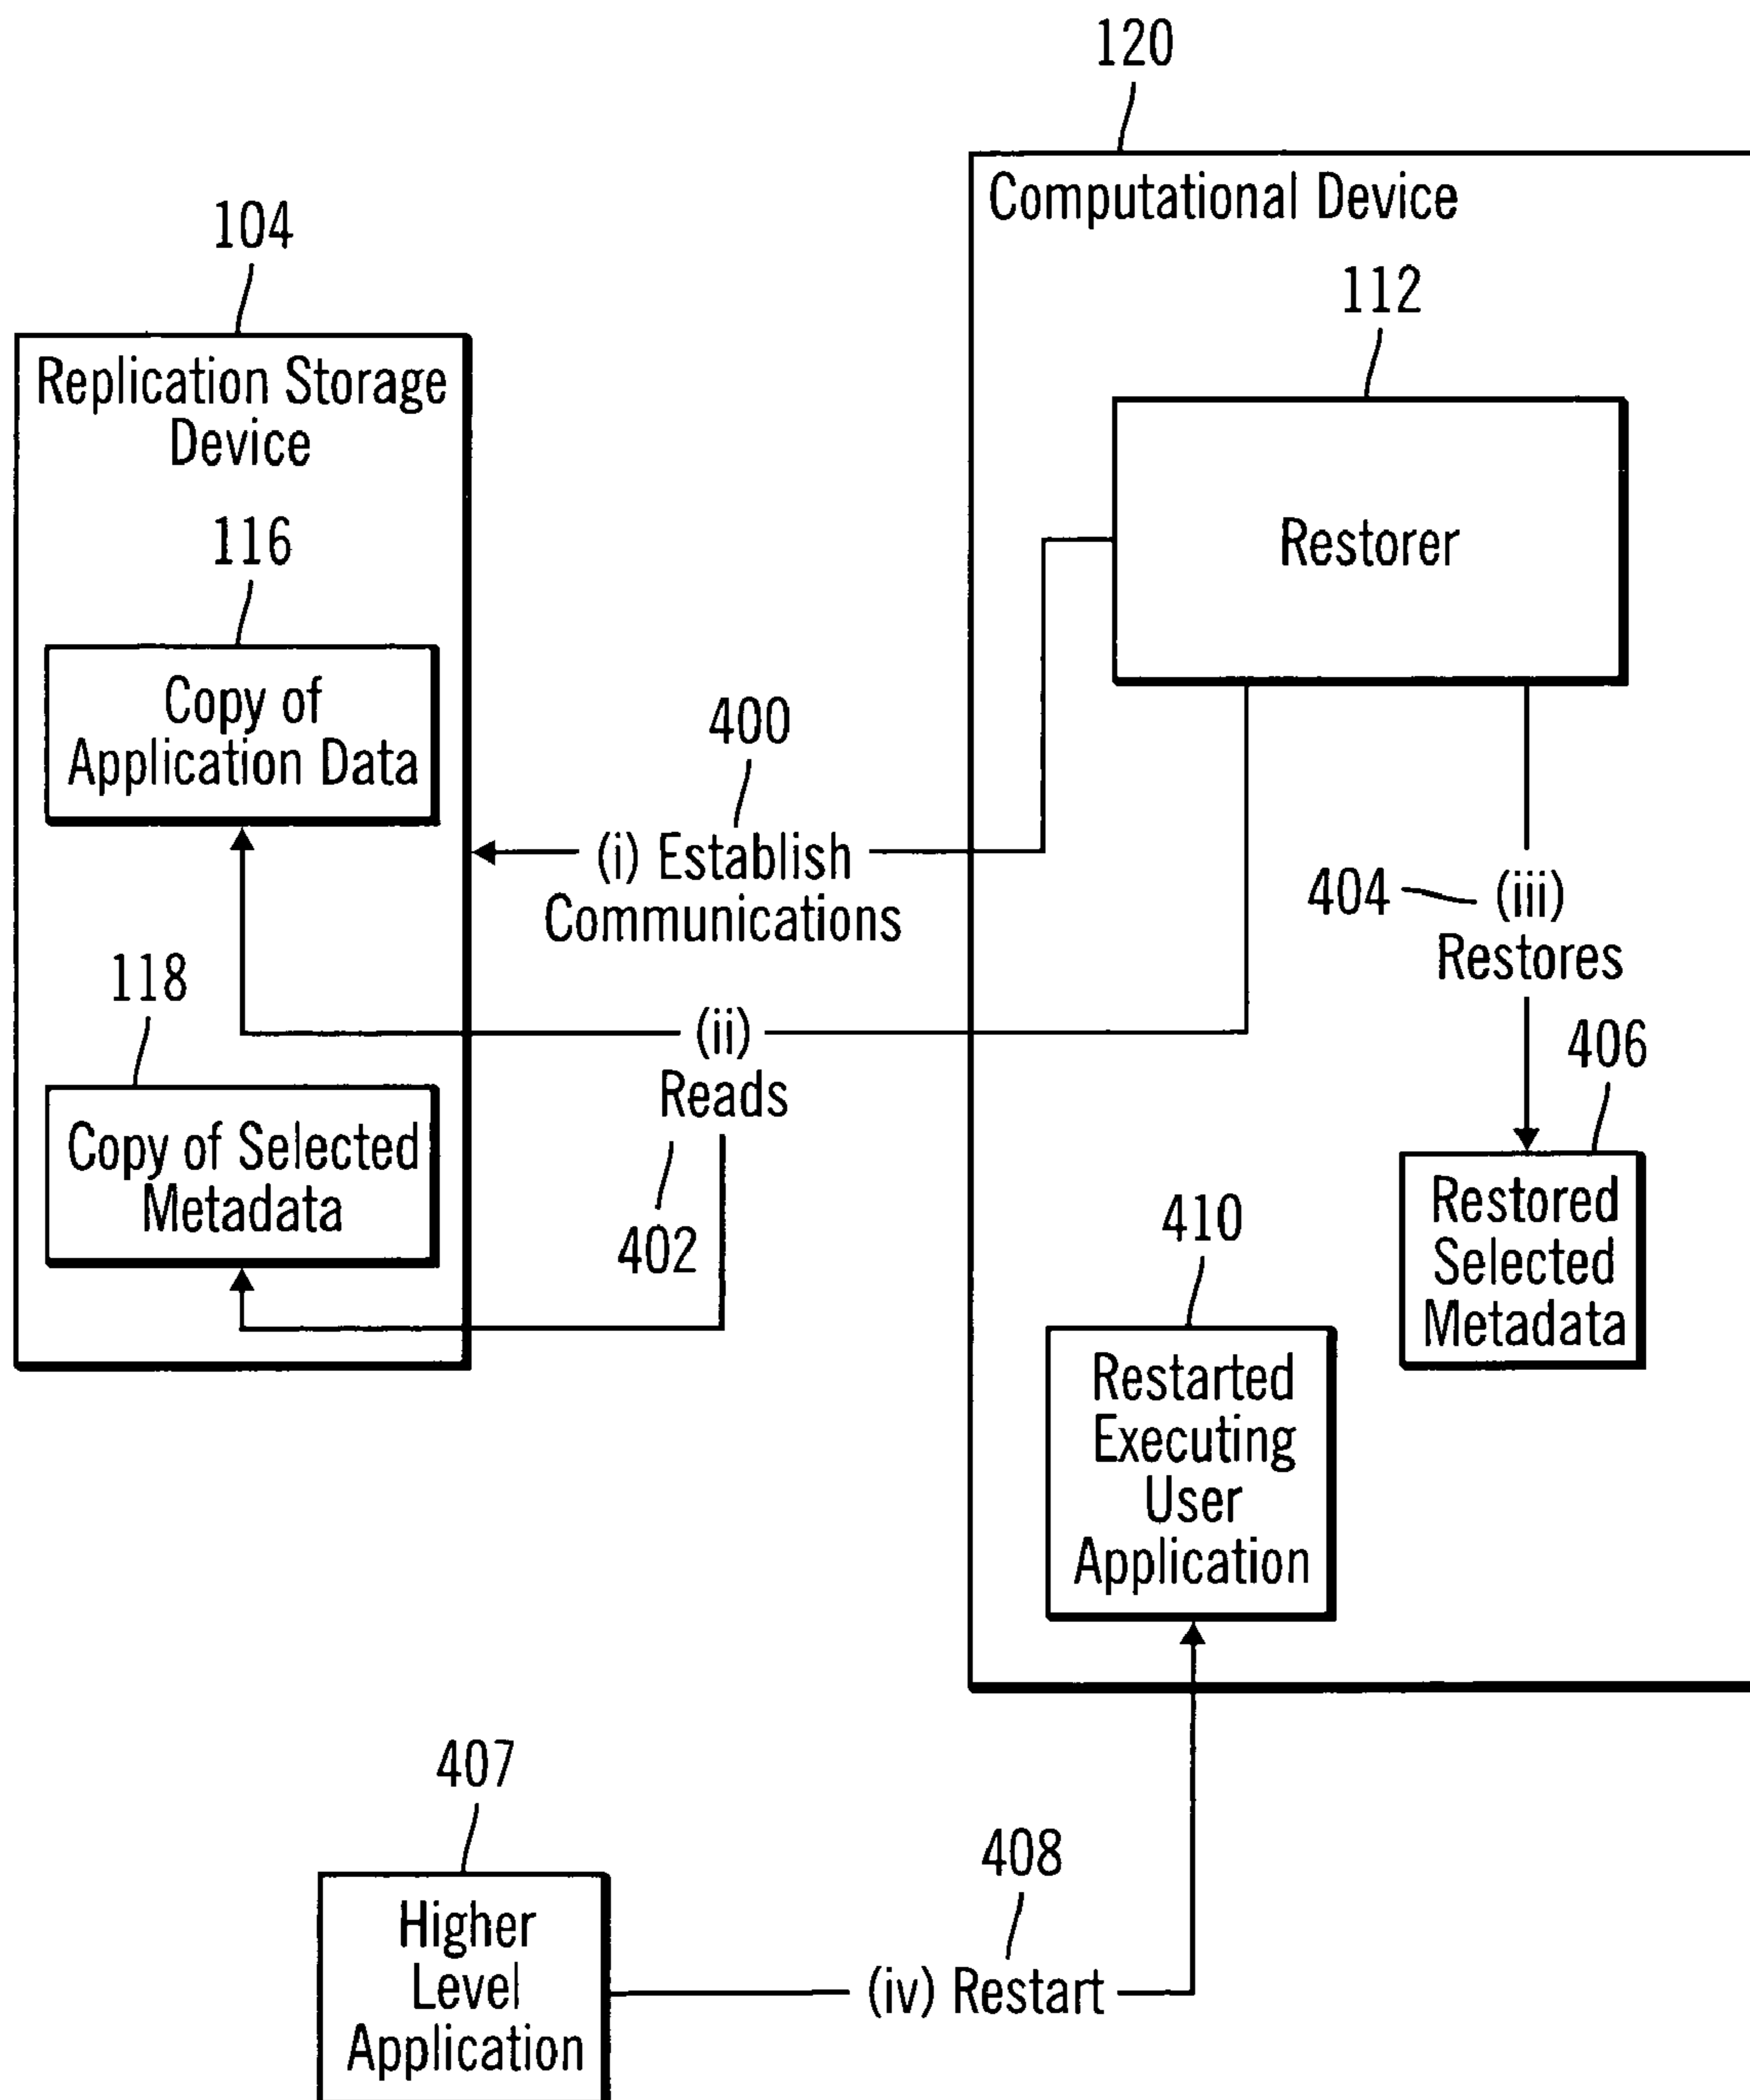 120
Computational Device
104
112
Replication Storage
Device
Restorer
116
Copy of
Application Data
400
(i) Establish
Communications
404
(iii)
Restores
118
(ii)
Reads
406
Copy of Selected
Metadata
402
410
Restored
Selected
Metadata
Restarted
Executing
User
Application
407
408
Higher
Level
Application
(iv) Restart